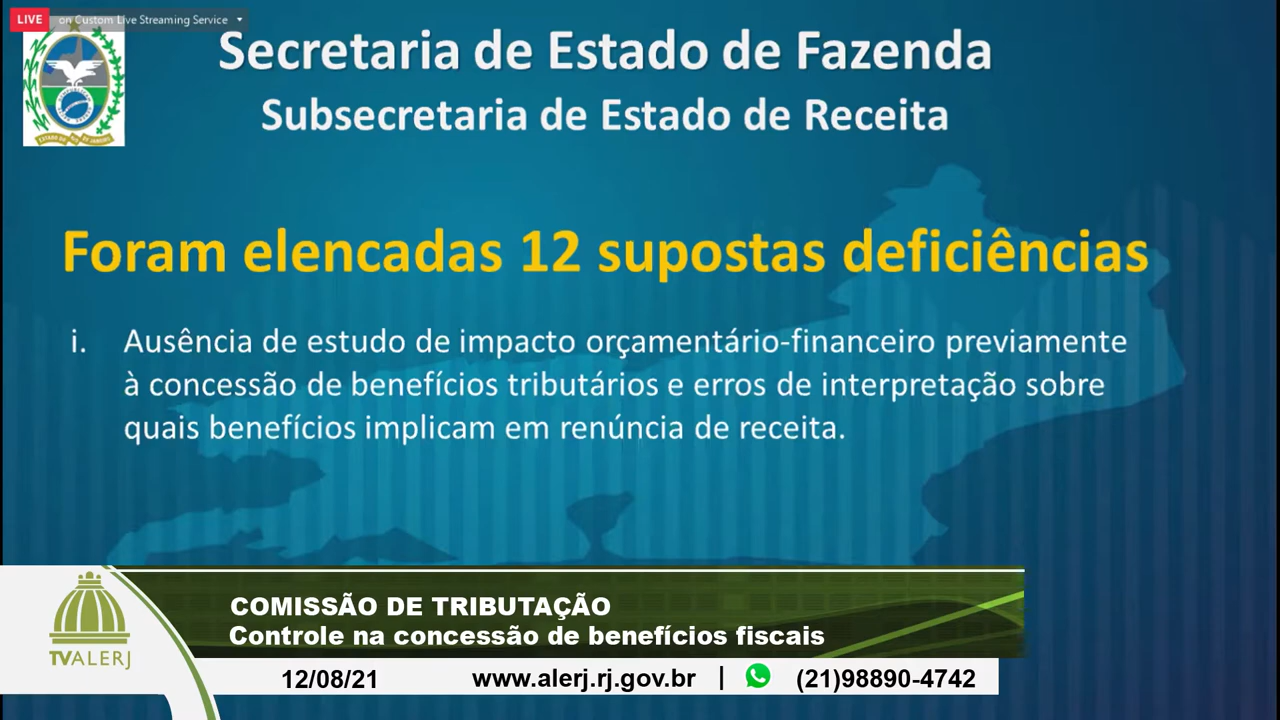 LIVE on Custom Live Streaming Service
Secretaria de Estado de Fazenda
Subsecretaria de Estado de Receita
Foram elencadas 12 supostas deficiências
i. Ausência de estudo de impacto orçamentário-financeiro previamente
à concessão de benefícios tributários e erros de interpretação sobre
quais benefícios implicam em renúncia de receita.
COMISSÃO DE TRIBUTAÇÃO
Controle na concessão de benefícios fiscais
TVALERJ
12/08/21 www.alerj.rj.gov.br | (21)98890-4742